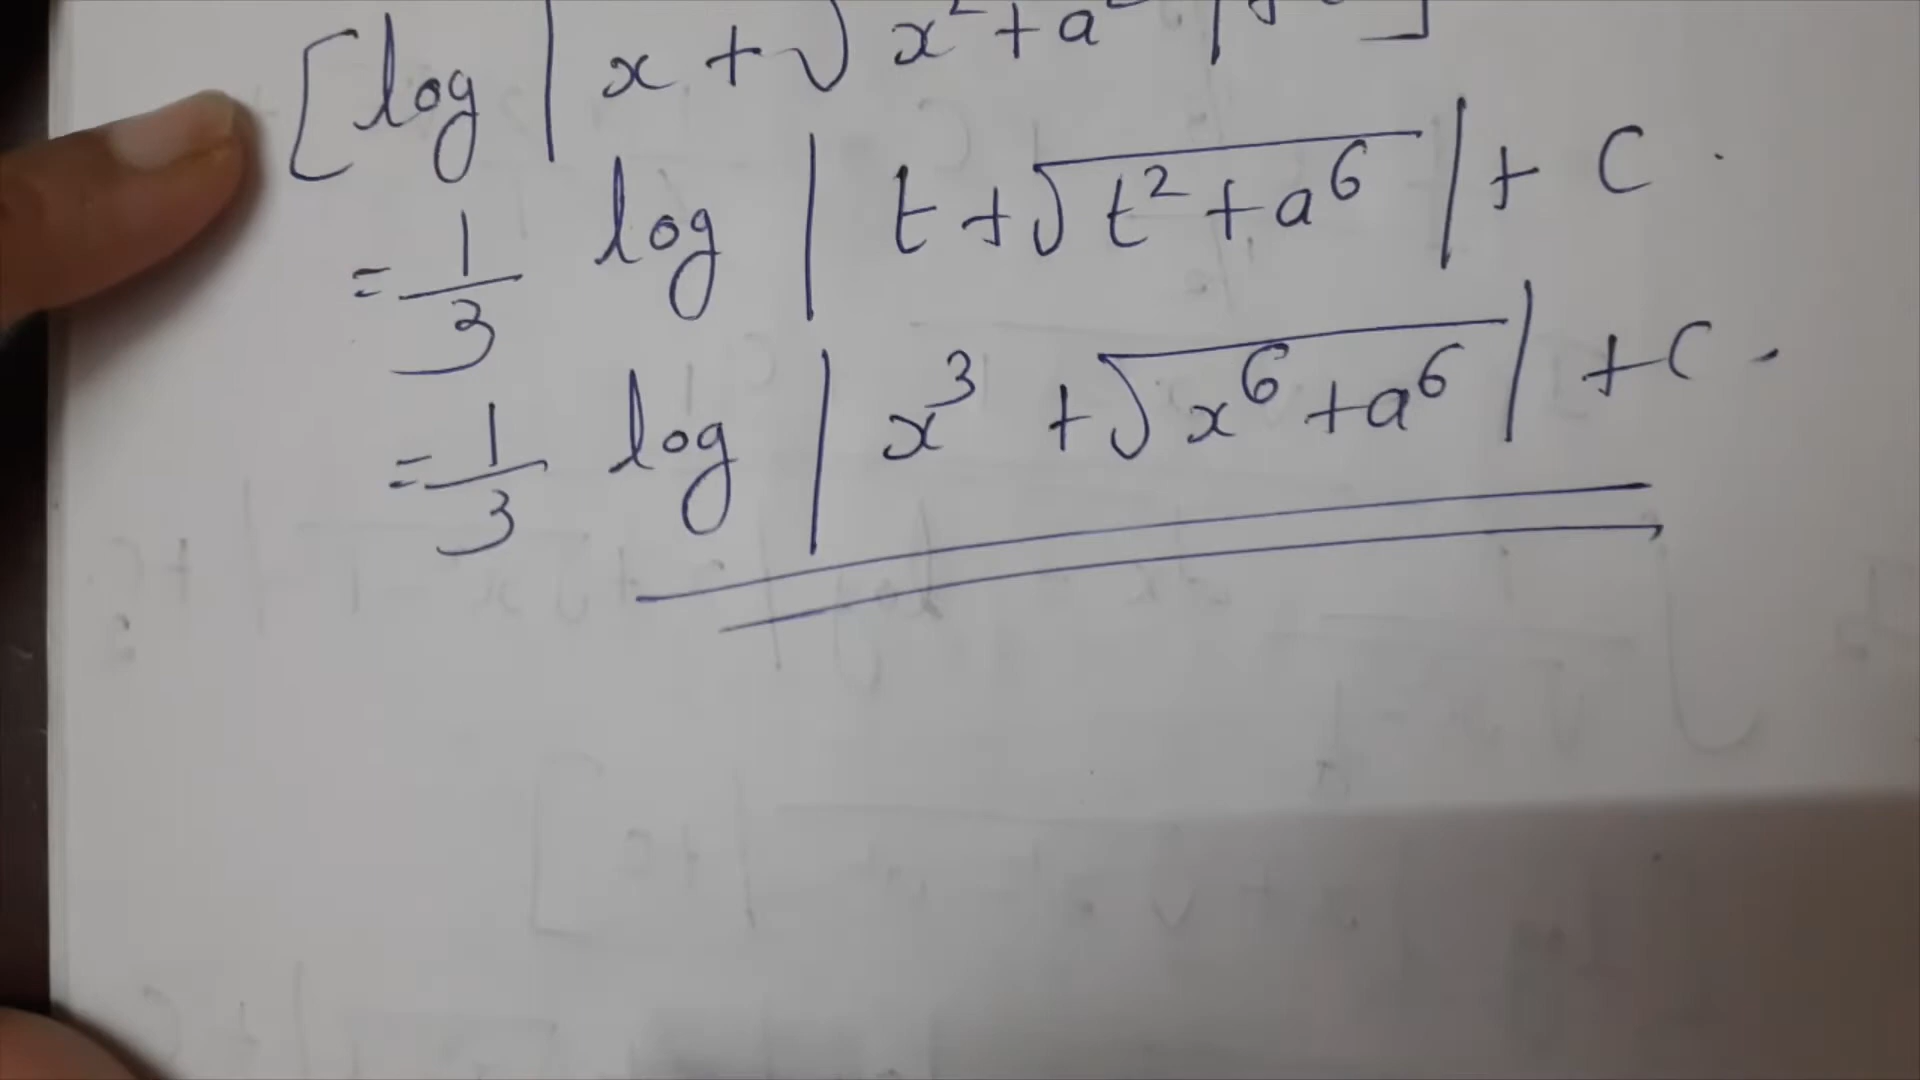 [log | x + √ x² + a² | + c ]
= 1/3 log | t + √(t² + a⁶) | + C .
= 1/3 log | x³ + √(x⁶ + a⁶) | + C .